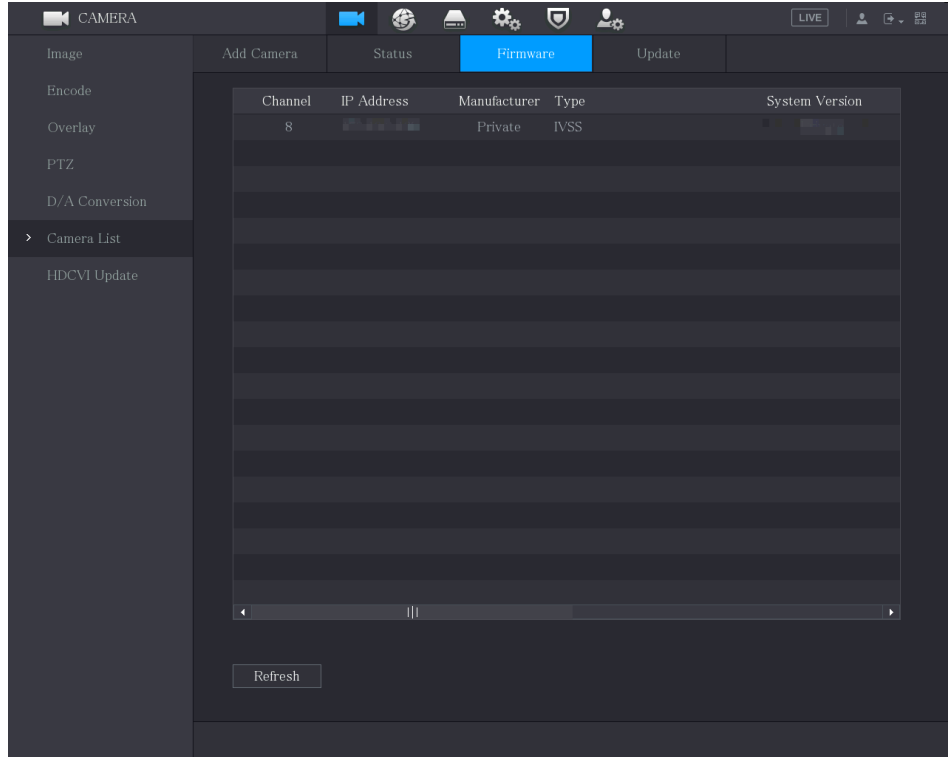 CAMERA
LIVE
Image
Encode
Overlay
PTZ
D/A Conversion
Camera List
HDCVI Update
Add Camera Status Firmware Update
Channel IP Address Manufacturer Type System Version
8 Private IVSS
Refresh